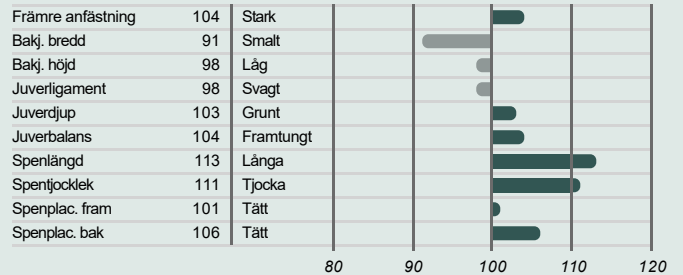 Främre anfästning 104 Stark
Bakj. bredd 91 Smalt
Bakj. höjd 98 Låg
Juverligament 98 Svagt
Juverdjup 103 Grunt
Juverbalans 104 Framtungt
Spenlängd 113 Långa
Spentjocklek 111 Tjocka
Spenplac. fram 101 Tätt
Spenplac. bak 106 Tätt
80 90 100 110 120